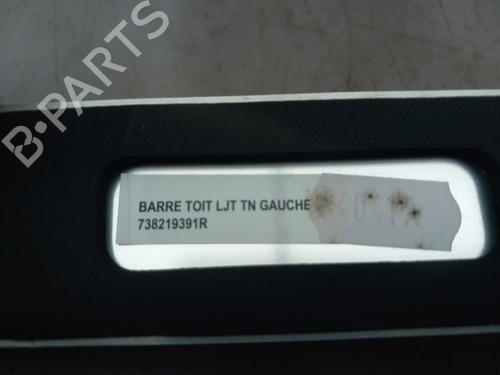 B-PARTS
BARRE TOIT LJT TN GAUCHE
738219391R